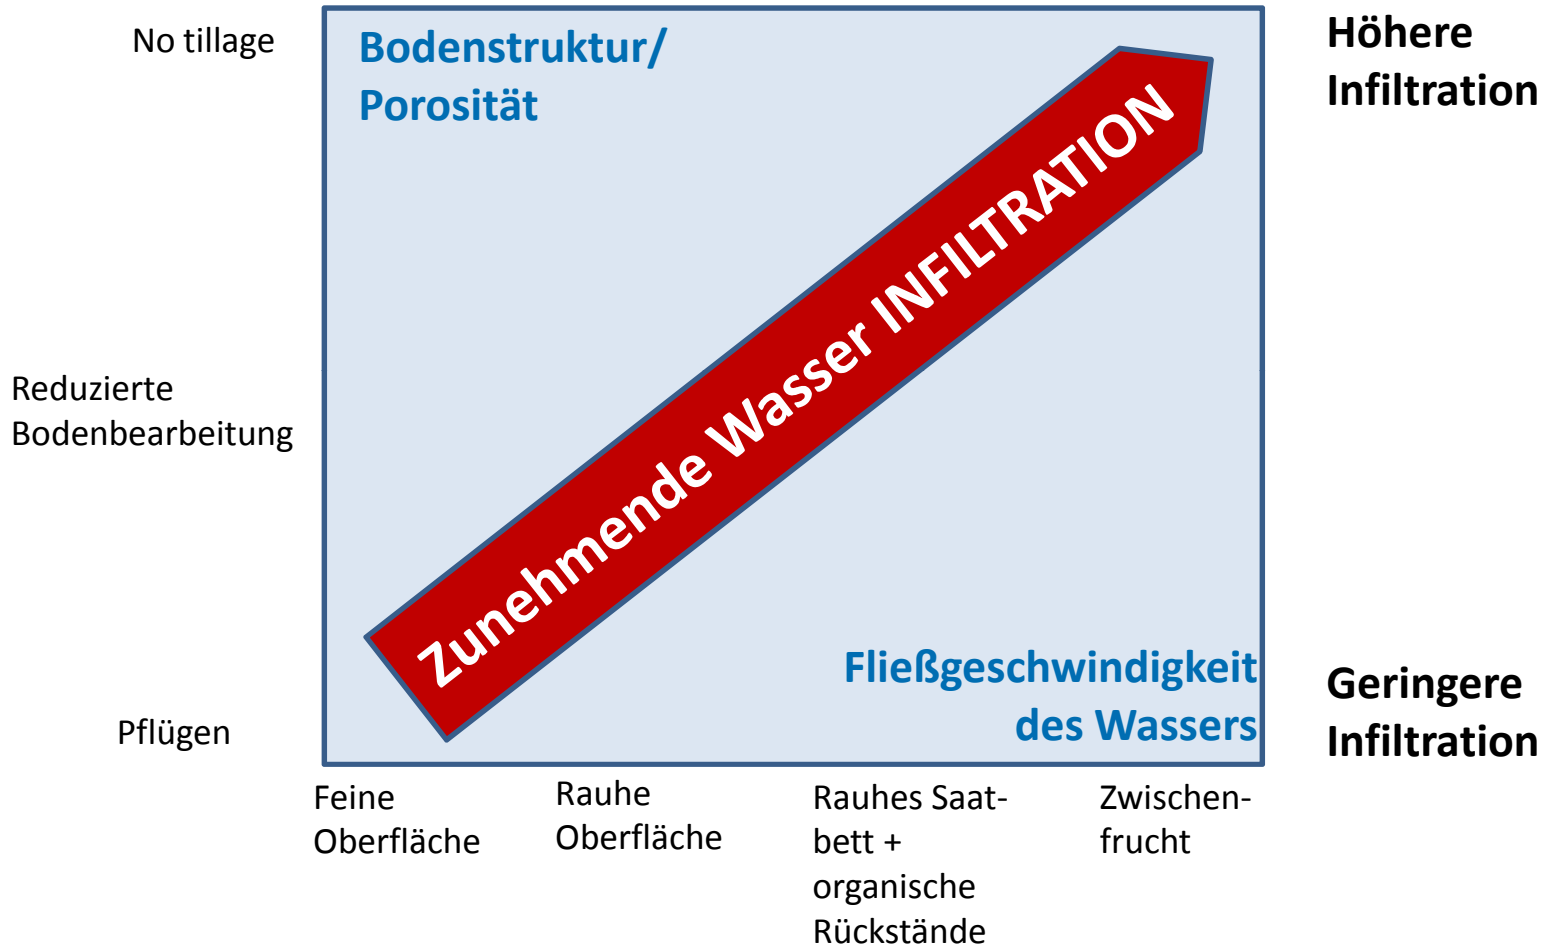 No tillage
Bodenstruktur/
Porosität
Höhere
Infiltration
Zunehmende Wasser INFILTRATION
Reduzierte
Bodenbearbeitung
Fließgeschwindigkeit
des Wassers
Geringere
Infiltration
Pflügen
Feine
Oberfläche
Rauhe
Oberfläche
Rauhes Saat-
bett +
organische
Rückstände
Zwischen-
frucht